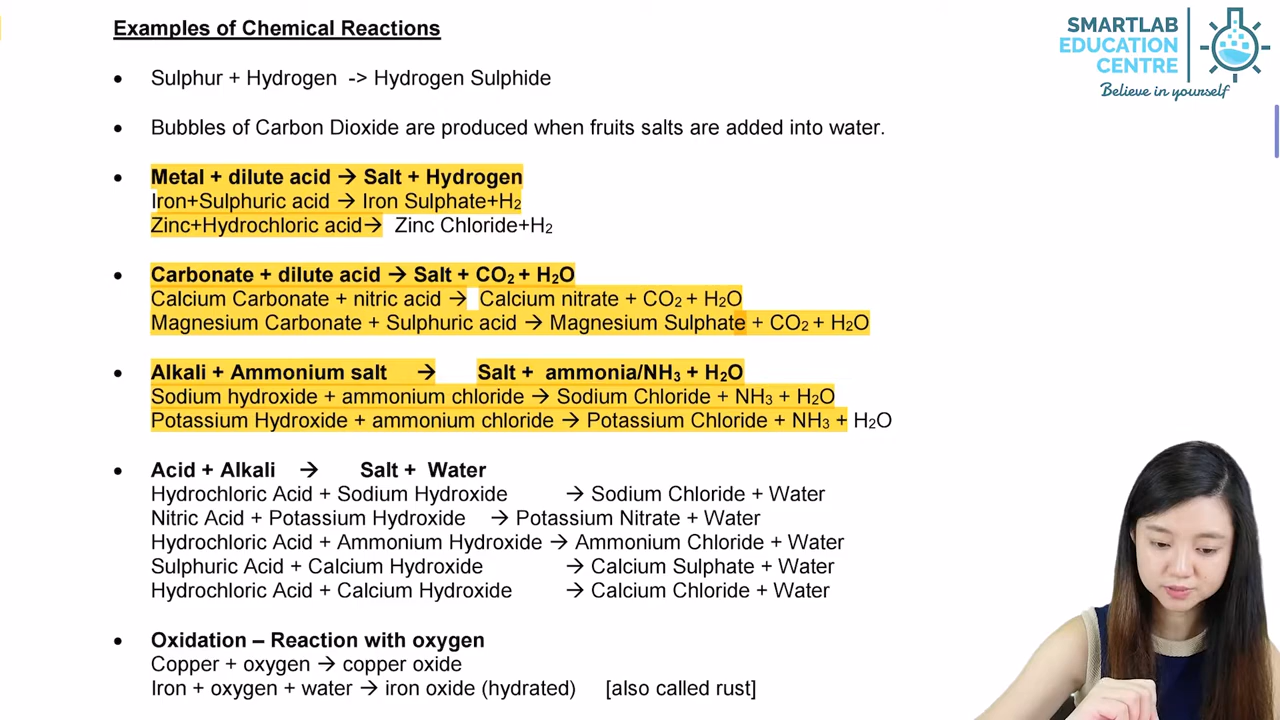 Examples of Chemical Reactions
SMARTLAB
EDUCATION
CENTRE
Believe in yourself
• Sulphur + Hydrogen -> Hydrogen Sulphide
• Bubbles of Carbon Dioxide are produced when fruits salts are added into water.
• Metal + dilute acid → Salt + Hydrogen
Iron+Sulphuric acid → Iron Sulphate+H₂
Zinc+Hydrochloric acid→ Zinc Chloride+H₂
• Carbonate + dilute acid → Salt + CO₂ + H₂O
Calcium Carbonate + nitric acid → Calcium nitrate + CO₂ + H₂O
Magnesium Carbonate + Sulphuric acid → Magnesium Sulphate + CO₂ + H₂O
• Alkali + Ammonium salt → Salt + ammonia/NH₃ + H₂O
Sodium hydroxide + ammonium chloride → Sodium Chloride + NH₃ + H₂O
Potassium Hydroxide + ammonium chloride → Potassium Chloride + NH₃ + H₂O
• Acid + Alkali → Salt + Water
Hydrochloric Acid + Sodium Hydroxide → Sodium Chloride + Water
Nitric Acid + Potassium Hydroxide → Potassium Nitrate + Water
Hydrochloric Acid + Ammonium Hydroxide → Ammonium Chloride + Water
Sulphuric Acid + Calcium Hydroxide → Calcium Sulphate + Water
Hydrochloric Acid + Calcium Hydroxide → Calcium Chloride + Water
• Oxidation – Reaction with oxygen
Copper + oxygen → copper oxide
Iron + oxygen + water → iron oxide (hydrated) [also called rust]